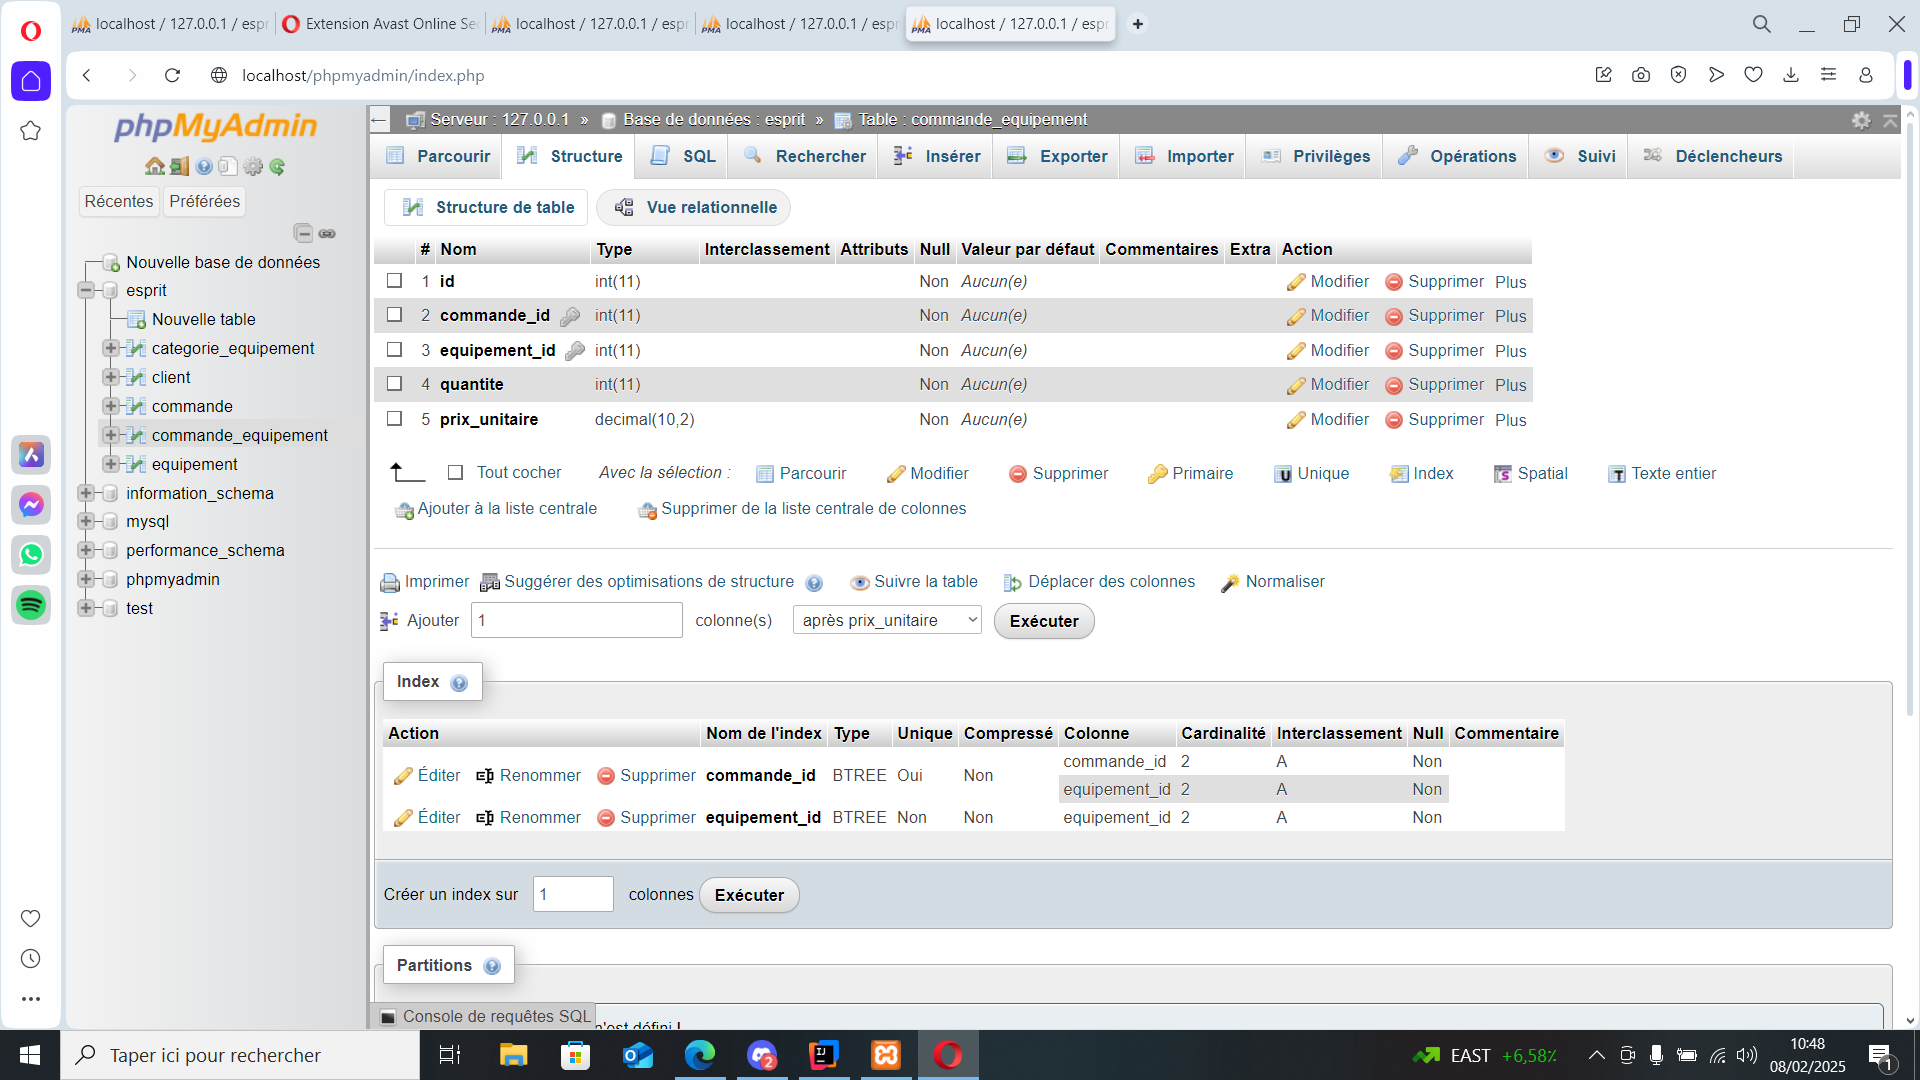 localhost / 127.0.0.1 / espr
Extension Avast Online Se
localhost / 127.0.0.1 / espr
localhost / 127.0.0.1 / espr
localhost / 127.0.0.1 / espr
localhost/phpmyadmin/index.php
phpMyAdmin
Récentes
Préférées
Nouvelle base de données
esprit
Nouvelle table
categorie_equipement
client
commande
commande_equipement
equipement
information_schema
mysql
performance_schema
phpmyadmin
test
Serveur : 127.0.0.1 » Base de données : esprit » Table : commande_equipement
Parcourir Structure SQL Rechercher Insérer Exporter Importer Privilèges Opérations Suivi Déclencheurs
Structure de table Vue relationnelle
# Nom Type Interclassement Attributs Null Valeur par défaut Commentaires Extra Action
1 id int(11) Non Aucun(e) Modifier Supprimer Plus
2 commande_id int(11) Non Aucun(e) Modifier Supprimer Plus
3 equipement_id int(11) Non Aucun(e) Modifier Supprimer Plus
4 quantite int(11) Non Aucun(e) Modifier Supprimer Plus
5 prix_unitaire decimal(10,2) Non Aucun(e) Modifier Supprimer Plus
Tout cocher Avec la sélection : Parcourir Modifier Supprimer Primaire Unique Index Spatial Texte entier
Ajouter à la liste centrale Supprimer de la liste centrale de colonnes
Imprimer Suggérer des optimisations de structure Suivre la table Déplacer des colonnes Normaliser
Ajouter 1 colonne(s) après prix_unitaire Exécuter
Index
Action Nom de l'index Type Unique Compressé Colonne Cardinalité Interclassement Null Commentaire
Éditer Renommer Supprimer commande_id BTREE Oui Non commande_id 2 A Non
equipement_id 2 A Non
Éditer Renommer Supprimer equipement_id BTREE Non Non equipement_id 2 A Non
Créer un index sur 1 colonnes Exécuter
Partitions
Console de requêtes SQL
n'est défini !
Taper ici pour rechercher
2
EAST +6,58%
10:48
08/02/2025
1